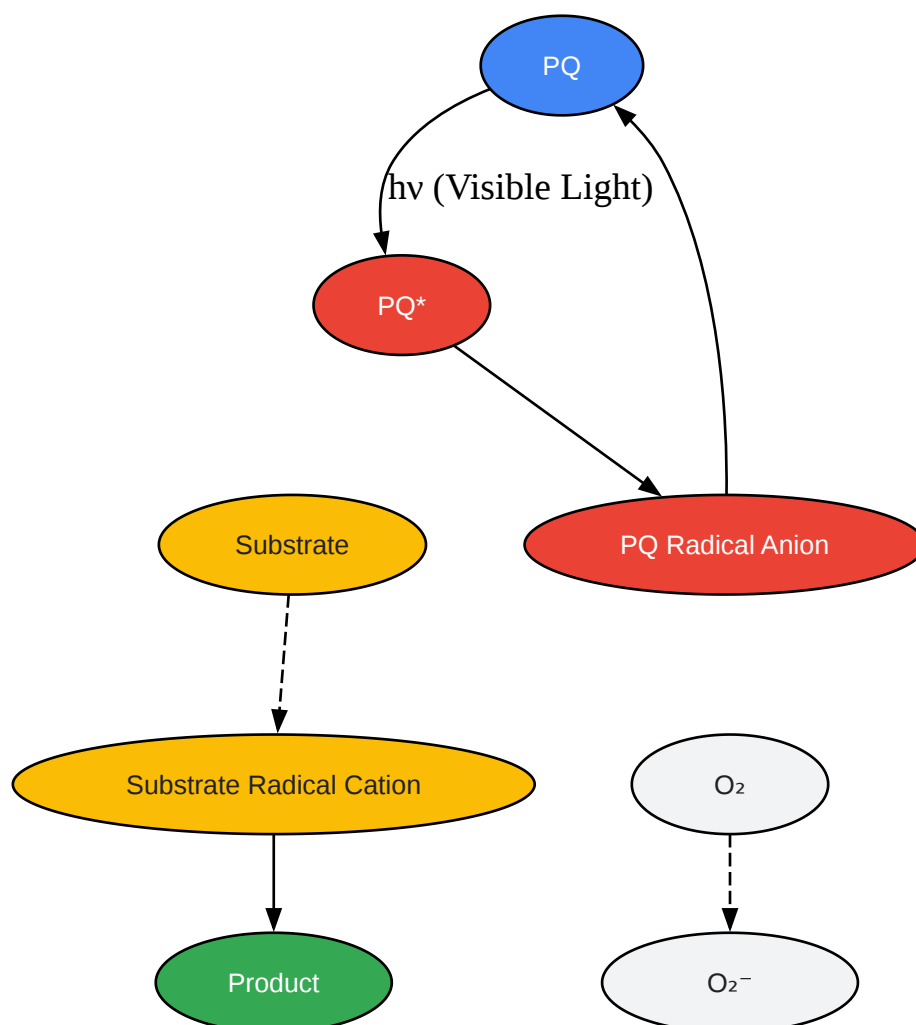 PQ
hν (Visible Light)
PQ*
Substrate
PQ Radical Anion
Substrate Radical Cation
O₂
Product
O₂⁻